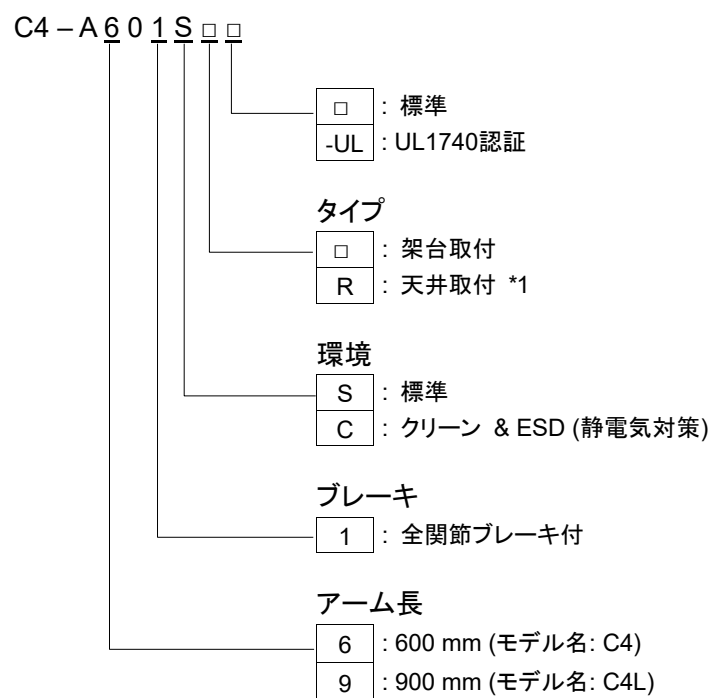 C4 – A 6 0 1 S □ □
□ : 標準
-UL : UL1740認証
タイプ
□ : 架台取付
R : 天井取付 *1
環境
S : 標準
C : クリーン & ESD (静電気対策)
ブレーキ
1 : 全関節ブレーキ付
アーム長
6 : 600 mm (モデル名: C4)
9 : 900 mm (モデル名: C4L)